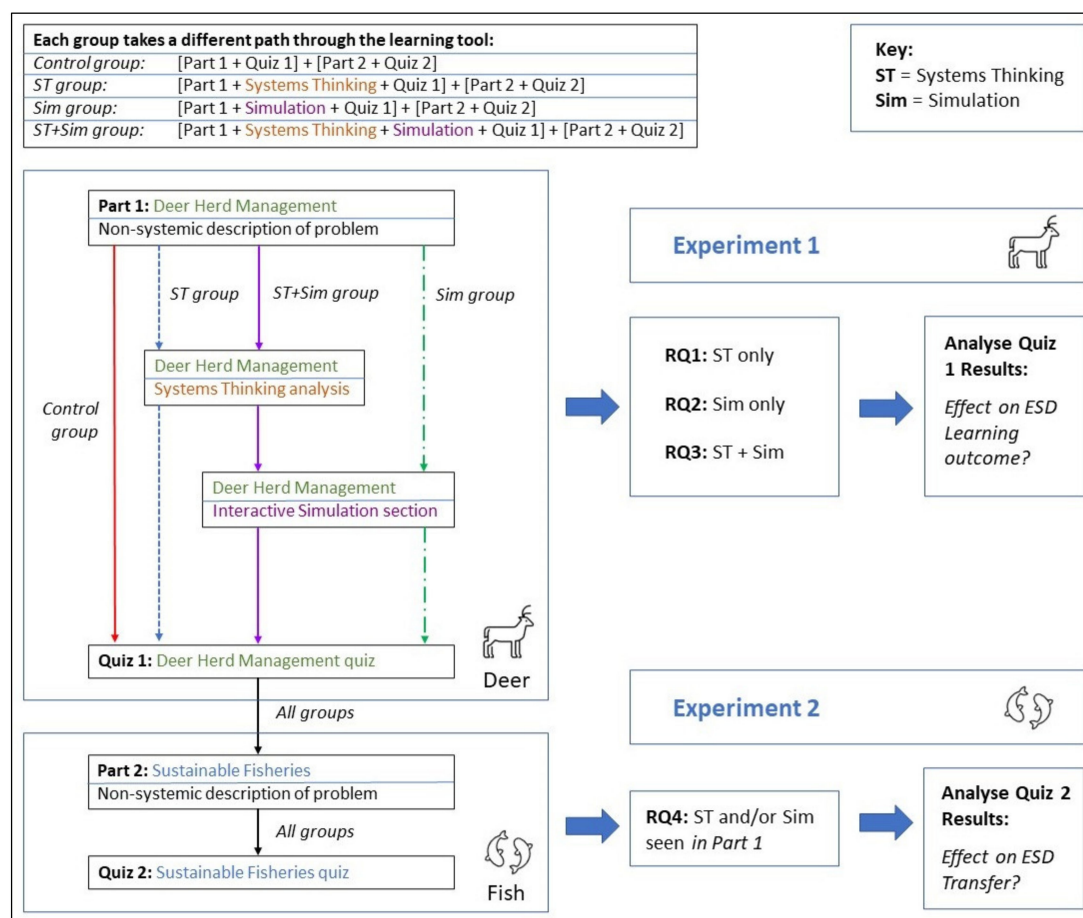 Each group takes a different path through the learning tool:
Control group: [Part 1 + Quiz 1] + [Part 2 + Quiz 2]
ST group: [Part 1 + Systems Thinking + Quiz 1] + [Part 2 + Quiz 2]
Sim group: [Part 1 + Simulation + Quiz 1] + [Part 2 + Quiz 2]
ST+Sim group: [Part 1 + Systems Thinking + Simulation + Quiz 1] + [Part 2 + Quiz 2]
Key:
ST = Systems Thinking
Sim = Simulation
Part 1: Deer Herd Management
Non-systemic description of problem
ST group
ST+Sim group
Sim group
Deer Herd Management
Systems Thinking analysis
Control
group
Deer Herd Management
Interactive Simulation section
Quiz 1: Deer Herd Management quiz
Deer
Experiment 1
RQ1: ST only
RQ2: Sim only
RQ3: ST + Sim
Analyse Quiz
1 Results:
Effect on ESD
Learning
outcome?
All groups
Part 2: Sustainable Fisheries
Non-systemic description of problem
All groups
Quiz 2: Sustainable Fisheries quiz
Fish
Experiment 2
RQ4: ST and/or Sim
seen in Part 1
Analyse Quiz 2
Results:
Effect on ESD
Transfer?